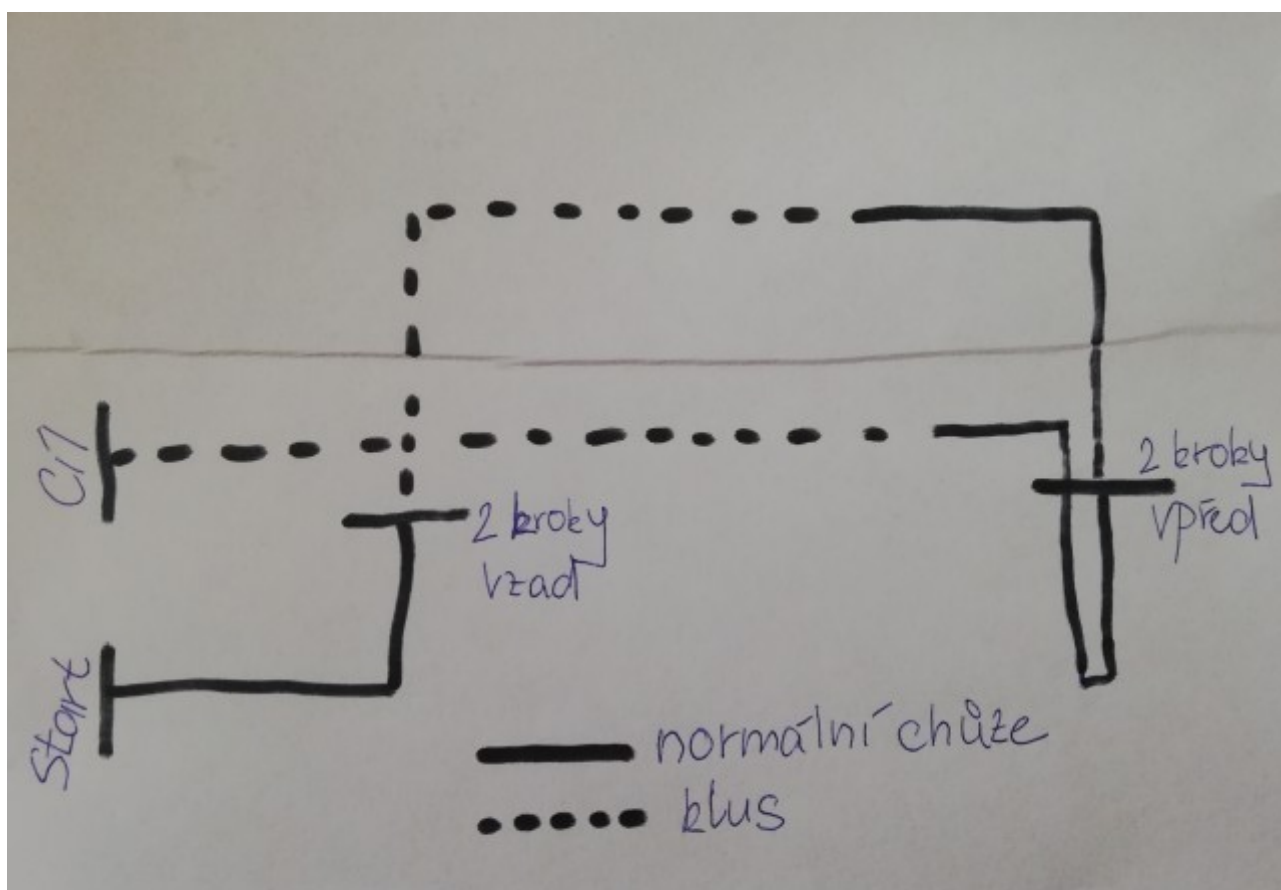 Cíl
2 kroky
vpřed
2 kroky
vzad
Start
normální chůze
klus